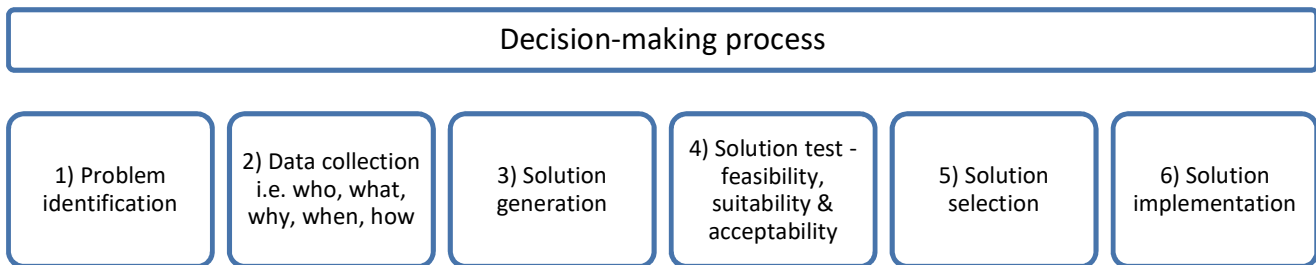 Decision-making process
1) Problem
identification
2) Data collection
i.e. who, what,
why, when, how
3) Solution
generation
4) Solution test -
feasibility,
suitability &
acceptability
5) Solution
selection
6) Solution
implementation